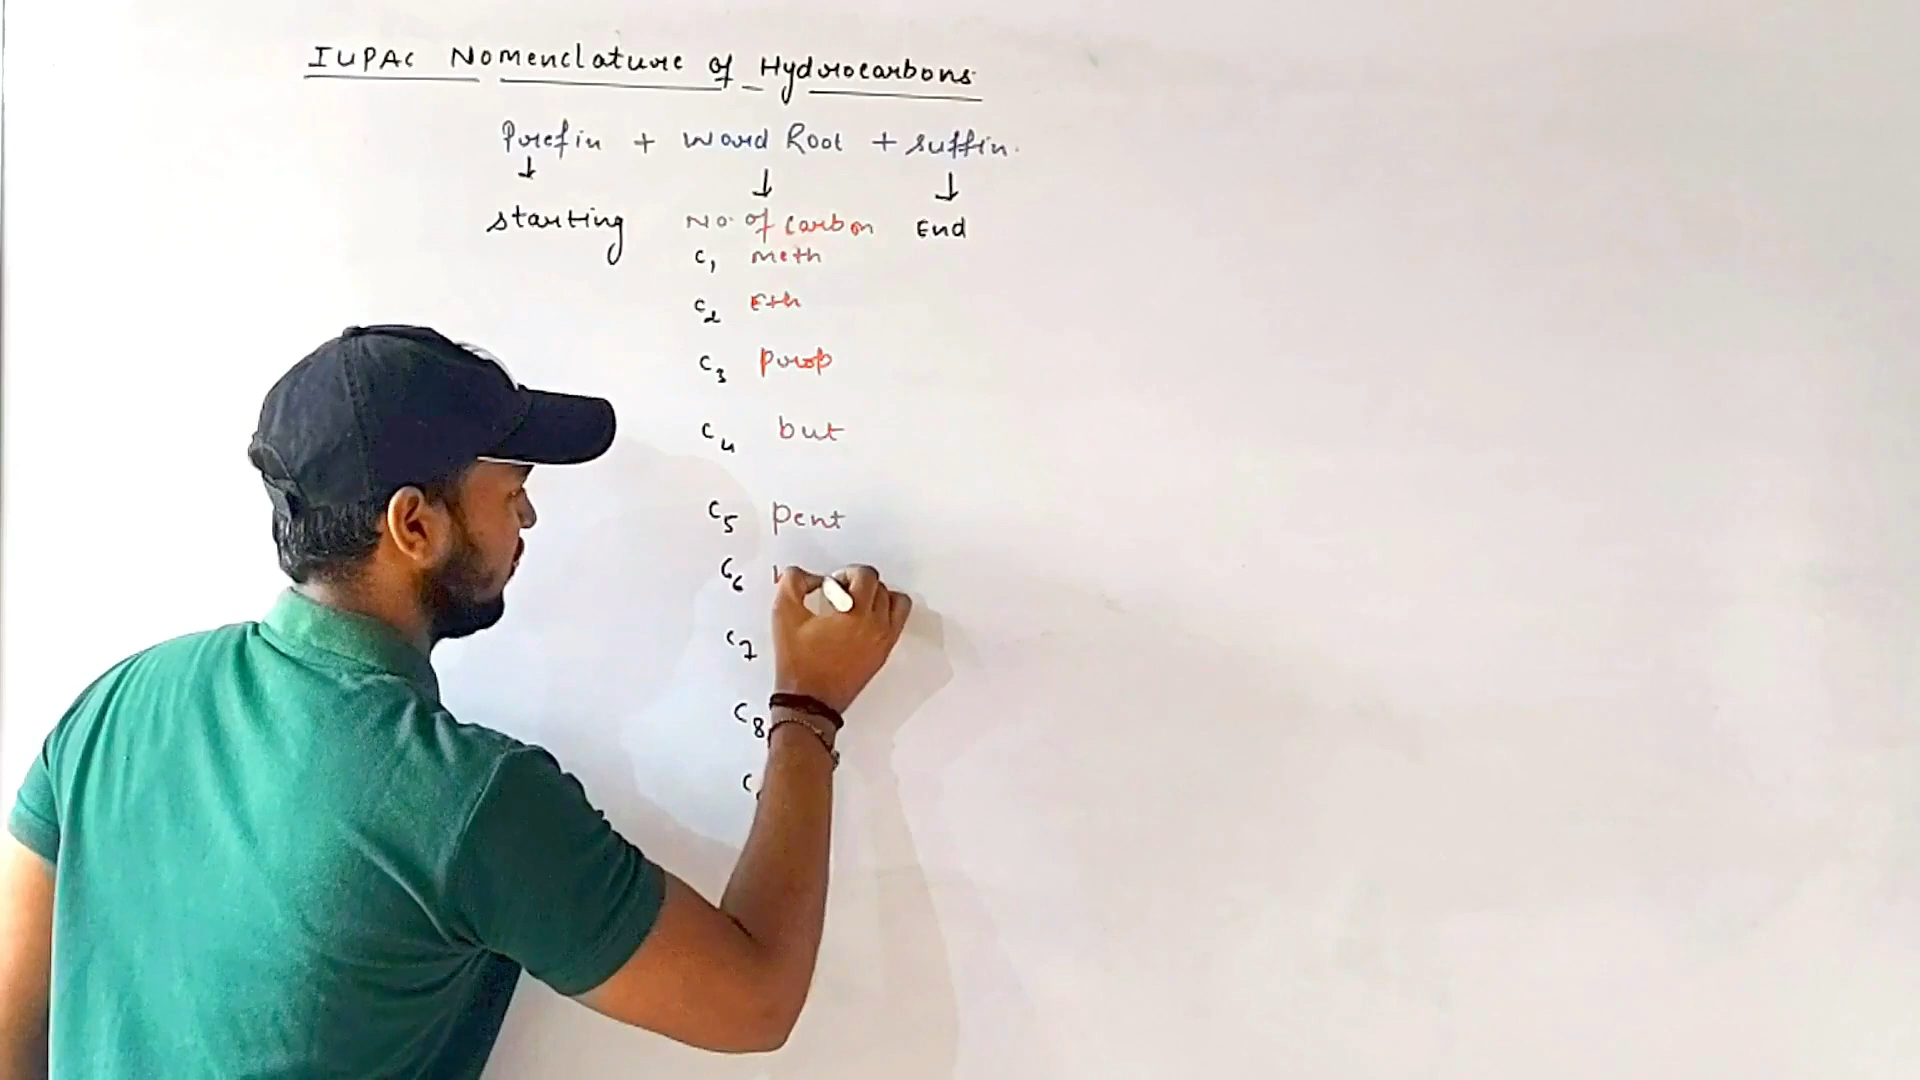 IUPAC Nomenclature of Hydrocarbons
Prefix + Word Root + Suffix
↓ ↓ ↓
starting No. of carbon End
C1 meth
C2 Eth
C3 prop
C4 but
C5 Pent
C6
C7
C8
C